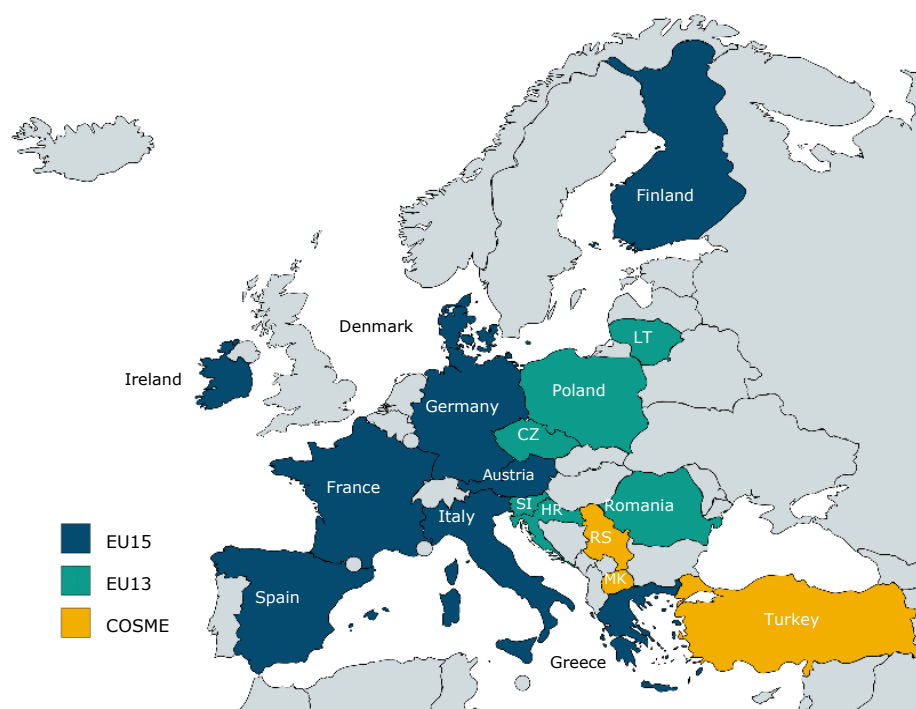 Finland
Denmark
LT
Ireland
Poland
Germany
CZ
Austria
France
SI
HR
Romania
Italy
RS
EU15
EU13
MK
Spain
COSME
Turkey
Greece